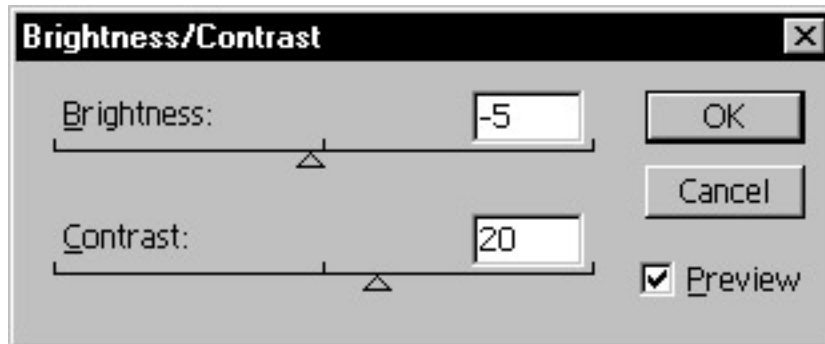 Brightness/Contrast
Brightness: -5
OK
Cancel
Contrast: 20
Preview